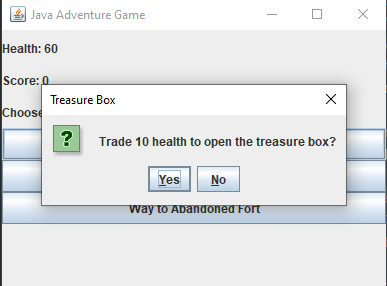 Java Adventure Game
Health: 60
Score: 0
Choose
Treasure Box
Trade 10 health to open the treasure box?
Yes
No
Way to Abandoned Fort